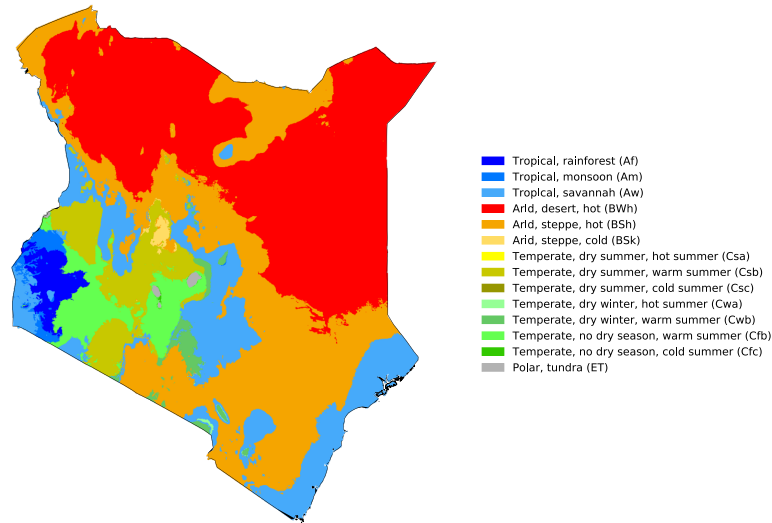 Tropical, rainforest (Af)
Tropical, monsoon (Am)
Tropical, savannah (Aw)
Arid, desert, hot (BWh)
Arid, steppe, hot (BSh)
Arid, steppe, cold (BSk)
Temperate, dry summer, hot summer (Csa)
Temperate, dry summer, warm summer (Csb)
Temperate, dry summer, cold summer (Csc)
Temperate, dry winter, hot summer (Cwa)
Temperate, dry winter, warm summer (Cwb)
Temperate, no dry season, warm summer (Cfb)
Temperate, no dry season, cold summer (Cfc)
Polar, tundra (ET)